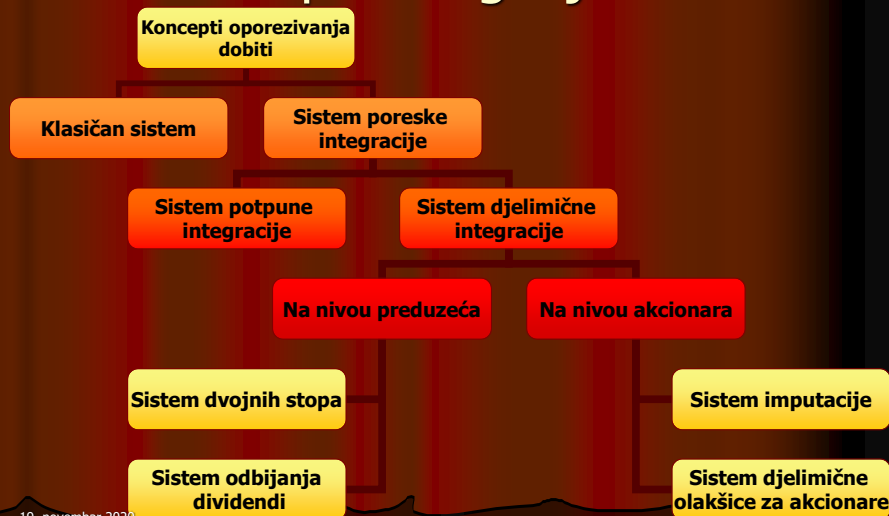 Koncepti oporezivanja
dobiti
Klasičan sistem
Sistem poreske
integracije
Sistem potpune
integracije
Sistem djelimične
integracije
Na nivou preduzeća
Na nivou akcionara
Sistem dvojnih stopa
Sistem imputacije
Sistem odbijanja
dividendi
Sistem djelimične
olakšice za akcionare